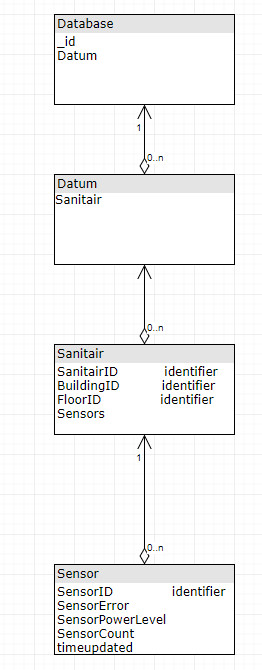 Database
_id
Datum
1
0..n
Datum
Sanitair
0..n
Sanitair
SanitairID identifier
BuildingID identifier
FloorID identifier
Sensors
1
0..n
Sensor
SensorID identifier
SensorError
SensorPowerLevel
SensorCount
timeupdated